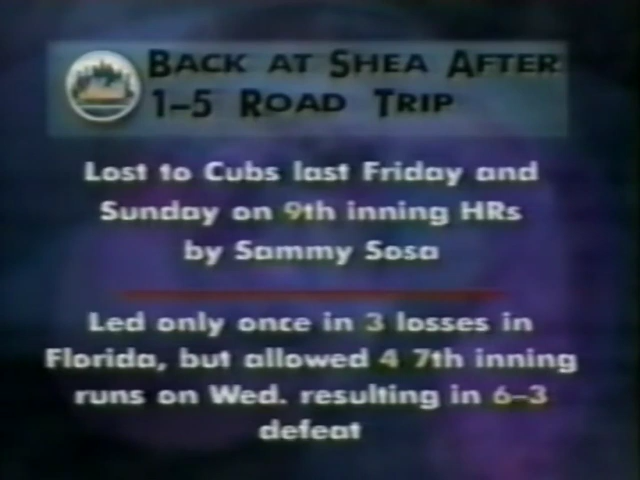 BACK AT SHEA AFTER
1–5 ROAD TRIP
Lost to Cubs last Friday and
Sunday on 9th inning HRs
by Sammy Sosa
Led only once in 3 losses in
Florida, but allowed 4 7th inning
runs on Wed. resulting in 6–3
defeat